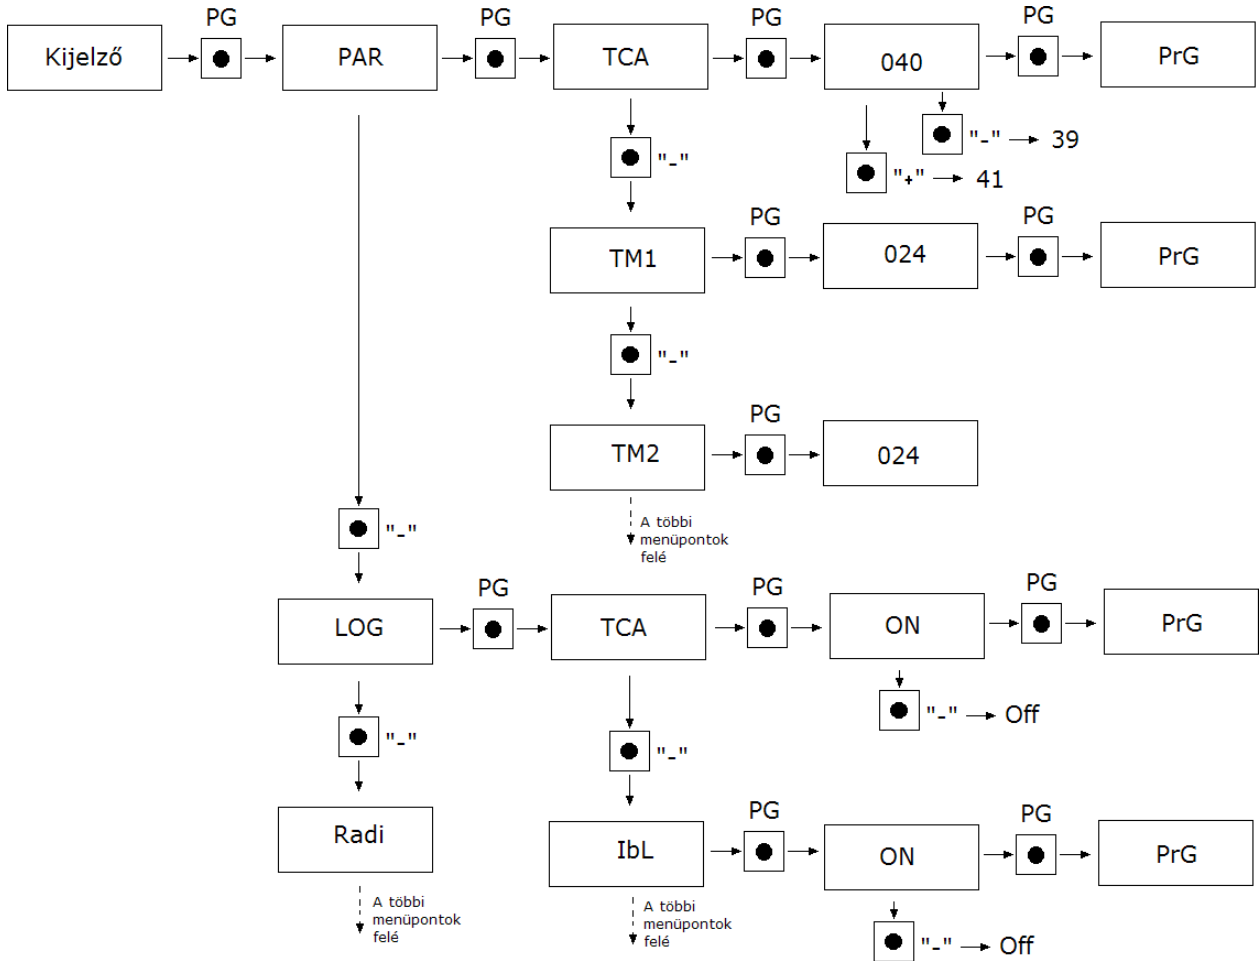 PG PG PG PG
Kijelző PAR TCA 040 PrG
"-" "-" → 39
"+" → 41
PG PG
TM1 024 PrG
"-"
PG
TM2 024
"-"
A többi
menüpontok
felé
PG PG PG
LOG TCA ON PrG
"-" → Off
"-" "-"
PG PG
Radi IbL ON PrG
A többi
menüpontok
felé
A többi
menüpontok
felé
"-" → Off